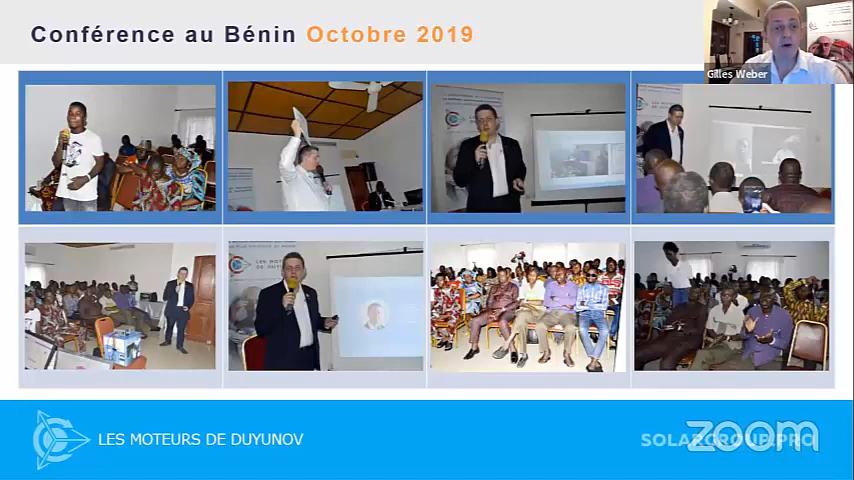 Conférence au Bénin Octobre 2019
Gilles Weber
LES MOTEURS DE DUYUNOV
SOLARGROUP.PRO
zoom